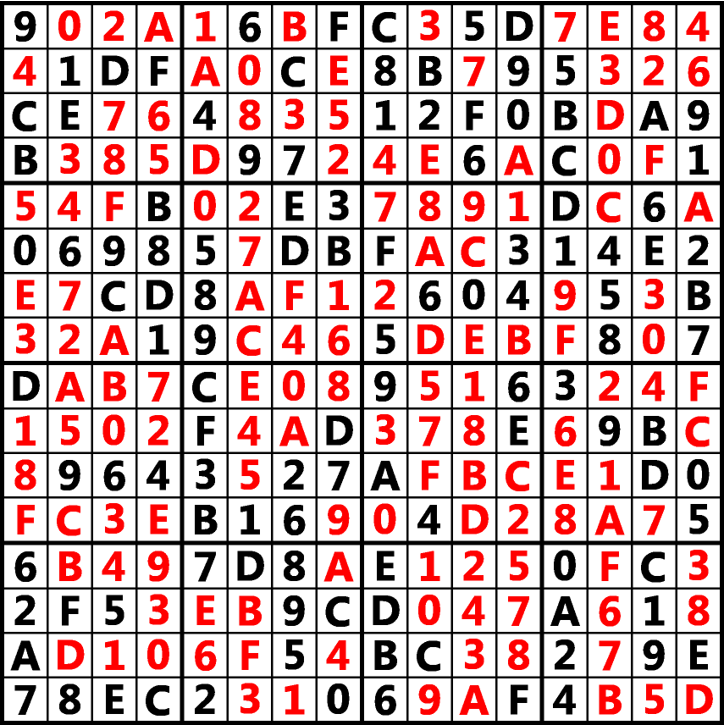 9 0 2 A 1 6 B F C 3 5 D 7 E 8 4
4 1 D F A 0 C E 8 B 7 9 5 3 2 6
C E 7 6 4 8 3 5 1 2 F 0 B D A 9
B 3 8 5 D 9 7 2 4 E 6 A C 0 F 1
5 4 F B 0 2 E 3 7 8 9 1 D C 6 A
0 6 9 8 5 7 D B F A C 3 1 4 E 2
E 7 C D 8 A F 1 2 6 0 4 9 5 3 B
3 2 A 1 9 C 4 6 5 D E B F 8 0 7
D A B 7 C E 0 8 9 5 1 6 3 2 4 F
1 5 0 2 F 4 A D 3 7 8 E 6 9 B C
8 9 6 4 3 5 2 7 A F B C E 1 D 0
F C 3 E B 1 6 9 0 4 D 2 8 A 7 5
6 B 4 9 7 D 8 A E 1 2 5 0 F C 3
2 F 5 3 E B 9 C D 0 4 7 A 6 1 8
A D 1 0 6 F 5 4 B C 3 8 2 7 9 E
7 8 E C 2 3 1 0 6 9 A F 4 B 5 D